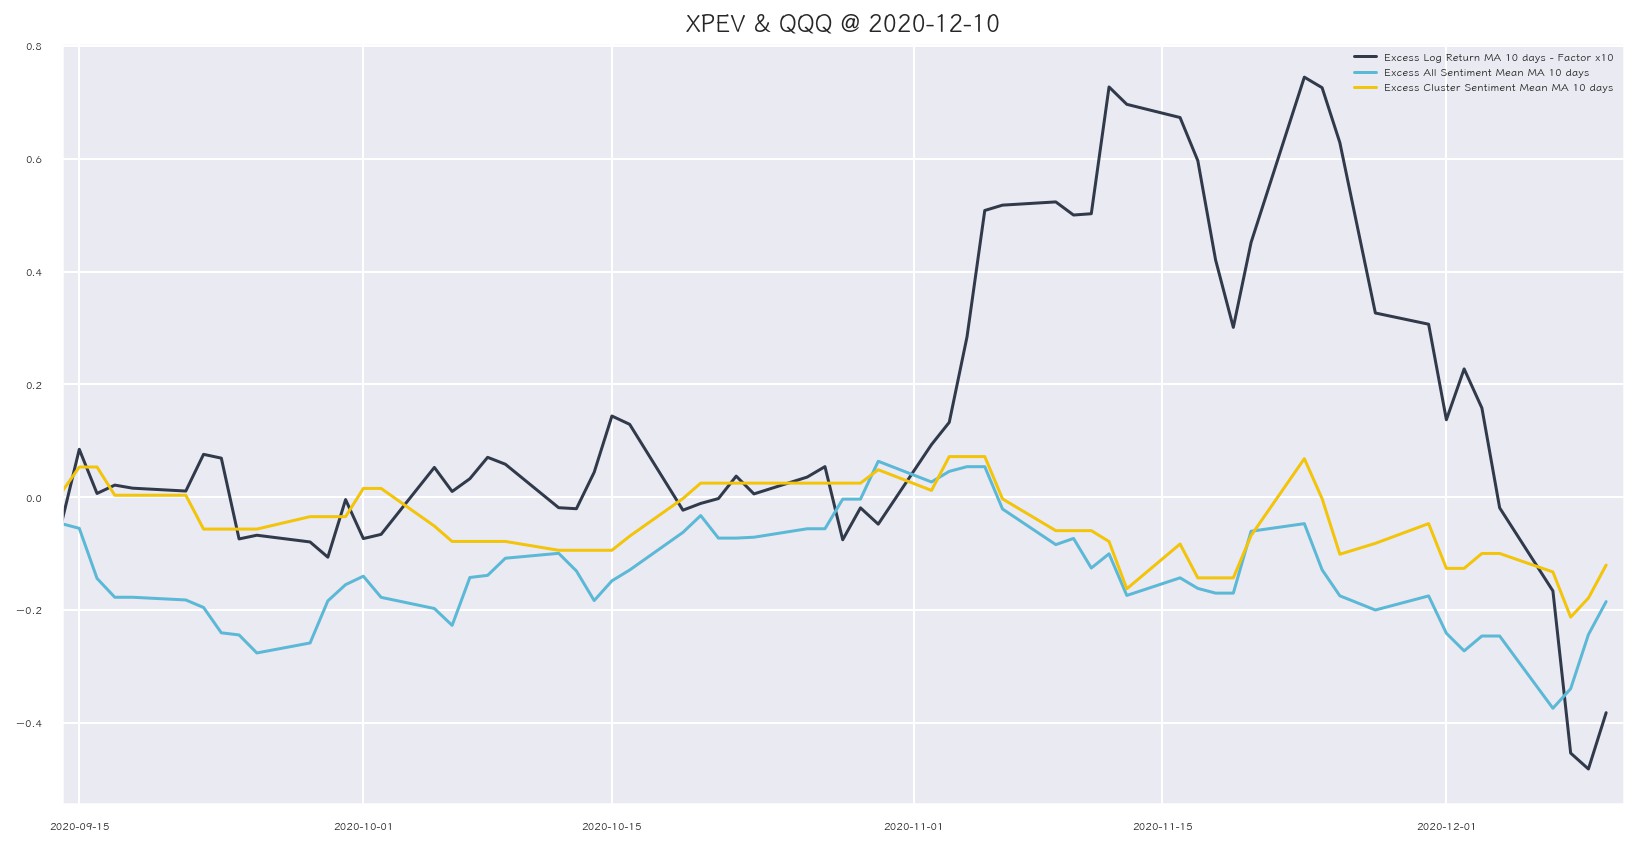 XPEV & QQQ @ 2020-12-10
0.8
Excess Log Return MA 10 days - Factor x10
Excess All Sentiment Mean MA 10 days
Excess Cluster Sentiment Mean MA 10 days
0.6
0.4
0.2
0.0
−0.2
−0.4
2020-09-15 2020-10-01 2020-10-15 2020-11-01 2020-11-15 2020-12-01